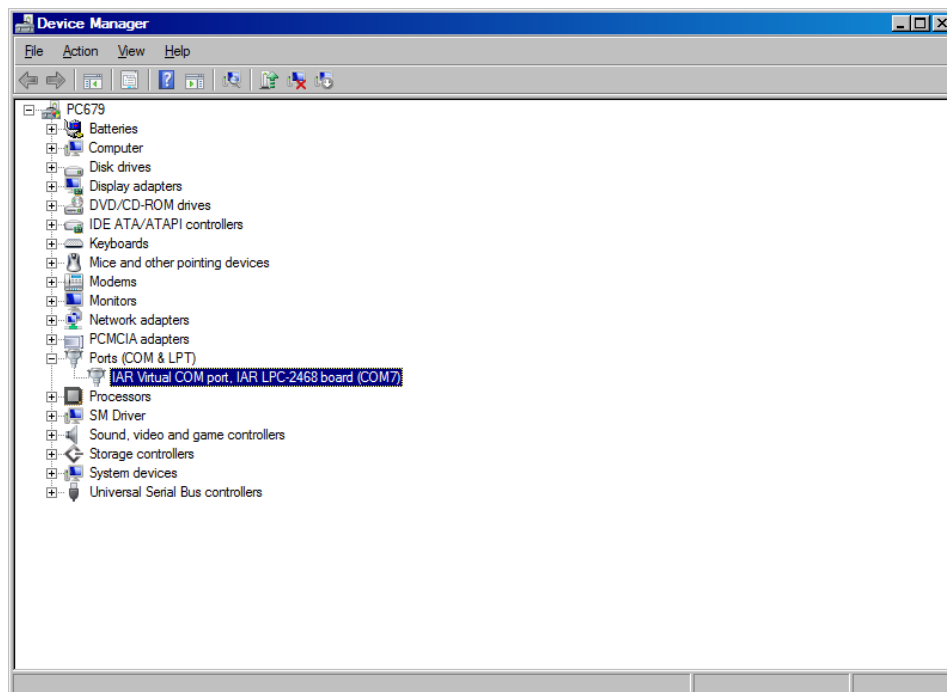 Device Manager
File Action View Help
PC679
Batteries
Computer
Disk drives
Display adapters
DVD/CD-ROM drives
IDE ATA/ATAPI controllers
Keyboards
Mice and other pointing devices
Modems
Monitors
Network adapters
PCMCIA adapters
Ports (COM & LPT)
IAR Virtual COM port, IAR LPC-2468 board (COM7)
Processors
SM Driver
Sound, video and game controllers
Storage controllers
System devices
Universal Serial Bus controllers